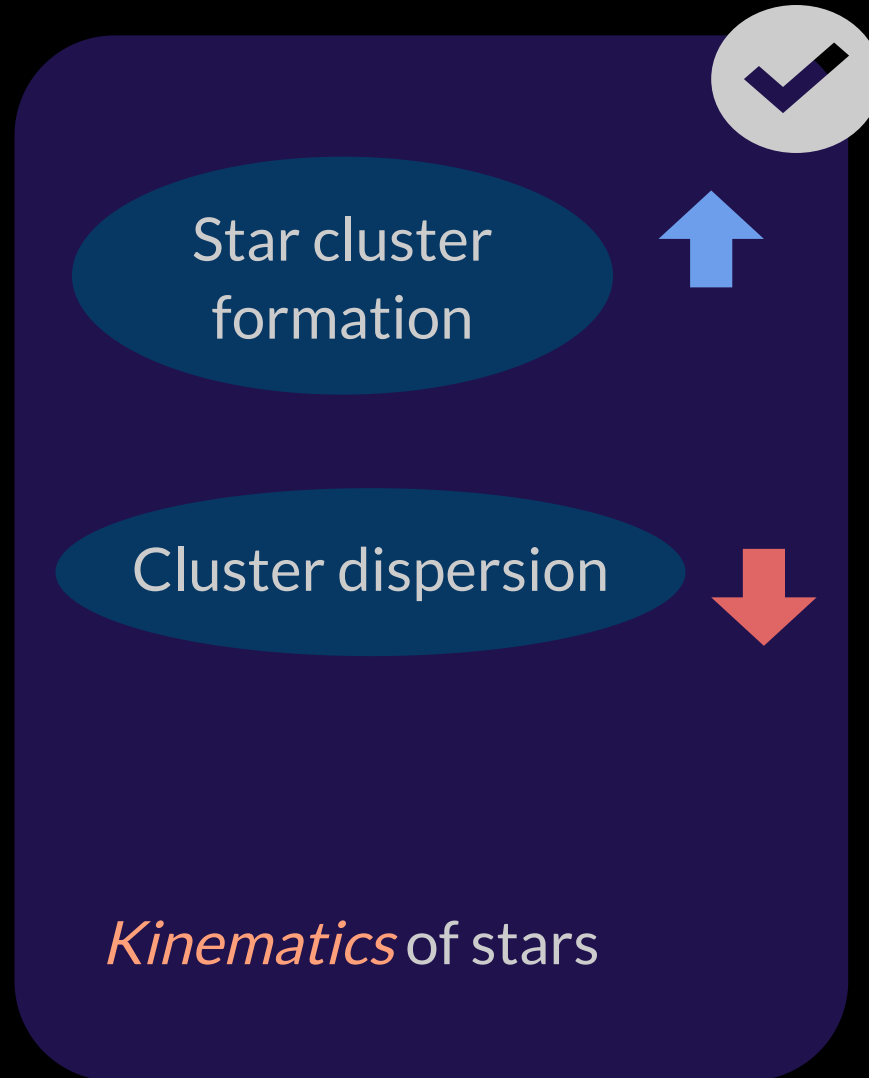 Star cluster
formation
Cluster dispersion
Kinematics of stars